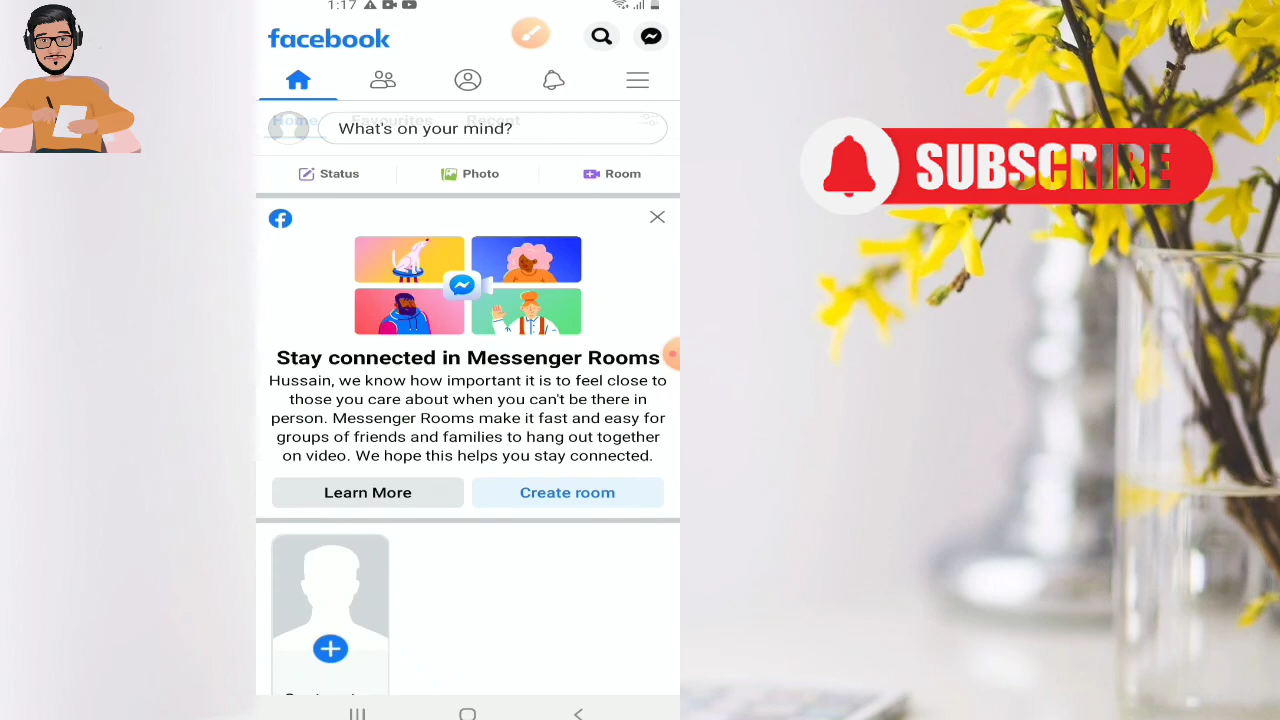 1:17
facebook
Home Favourites Recent
What's on your mind?
Status Photo Room
Stay connected in Messenger Rooms
Hussain, we know how important it is to feel close to
those you care about when you can't be there in
person. Messenger Rooms make it fast and easy for
groups of friends and families to hang out together
on video. We hope this helps you stay connected.
Learn More Create room
SUBSCRIBE